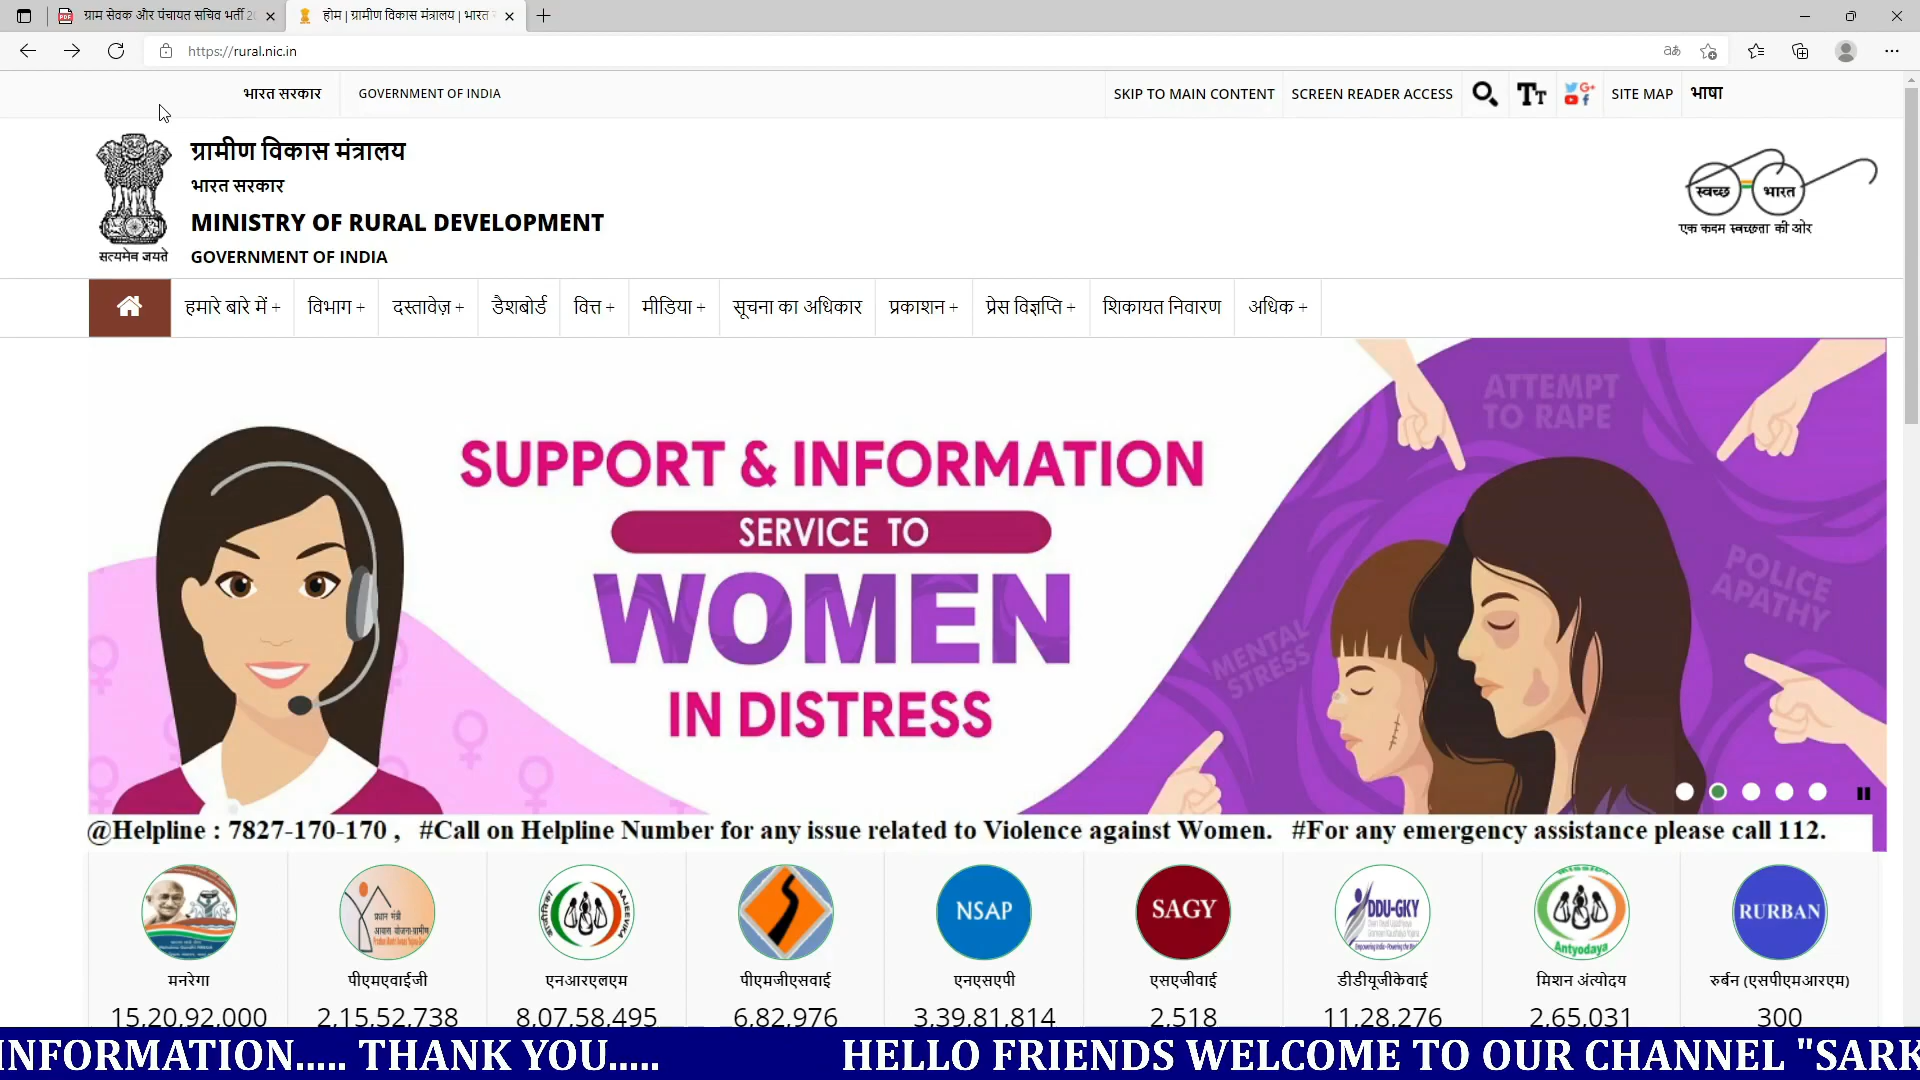 ग्राम सेवक और पंचायत सचिव भर्ती
होम | ग्रामीण विकास मंत्रालय | भारत
https://rural.nic.in
भारत सरकार
GOVERNMENT OF INDIA
SKIP TO MAIN CONTENT
SCREEN READER ACCESS
SITE MAP
भाषा
ग्रामीण विकास मंत्रालय
भारत सरकार
MINISTRY OF RURAL DEVELOPMENT
GOVERNMENT OF INDIA
सत्यमेव जयते
स्वच्छ भारत
एक कदम स्वच्छता की ओर
हमारे बारे में + विभाग + दस्तावेज़ + डैशबोर्ड वित्त + मीडिया + सूचना का अधिकार प्रकाशन + प्रेस विज्ञप्ति + शिकायत निवारण अधिक +
SUPPORT & INFORMATION
SERVICE TO
WOMEN
IN DISTRESS
ATTEMPT
TO RAPE
POLICE
APATHY
MENTAL
STRESS
@Helpline : 7827-170-170 , #Call on Helpline Number for any issue related to Violence against Women. #For any emergency assistance please call 112.
प्रधान मंत्री
आवास योजना-ग्रामीण
AAJEEVIKA
NSAP
SAGY
DDU-GKY
Antyodaya
RURBAN
मनरेगा पीएमएवाईजी एनआरएलएम पीएमजीएसवाई एनएसएपी एसएजीवाई डीडीयूजीकेवाई मिशन अंत्योदय रुर्बन (एसपीएमआरएम)
15,20,92,000 2,15,52,738 8,07,58,495 6,82,976 3,39,81,814 2,518 11,28,276 2,65,031 300
INFORMATION..... THANK YOU..... HELLO FRIENDS WELCOME TO OUR CHANNEL "SARK